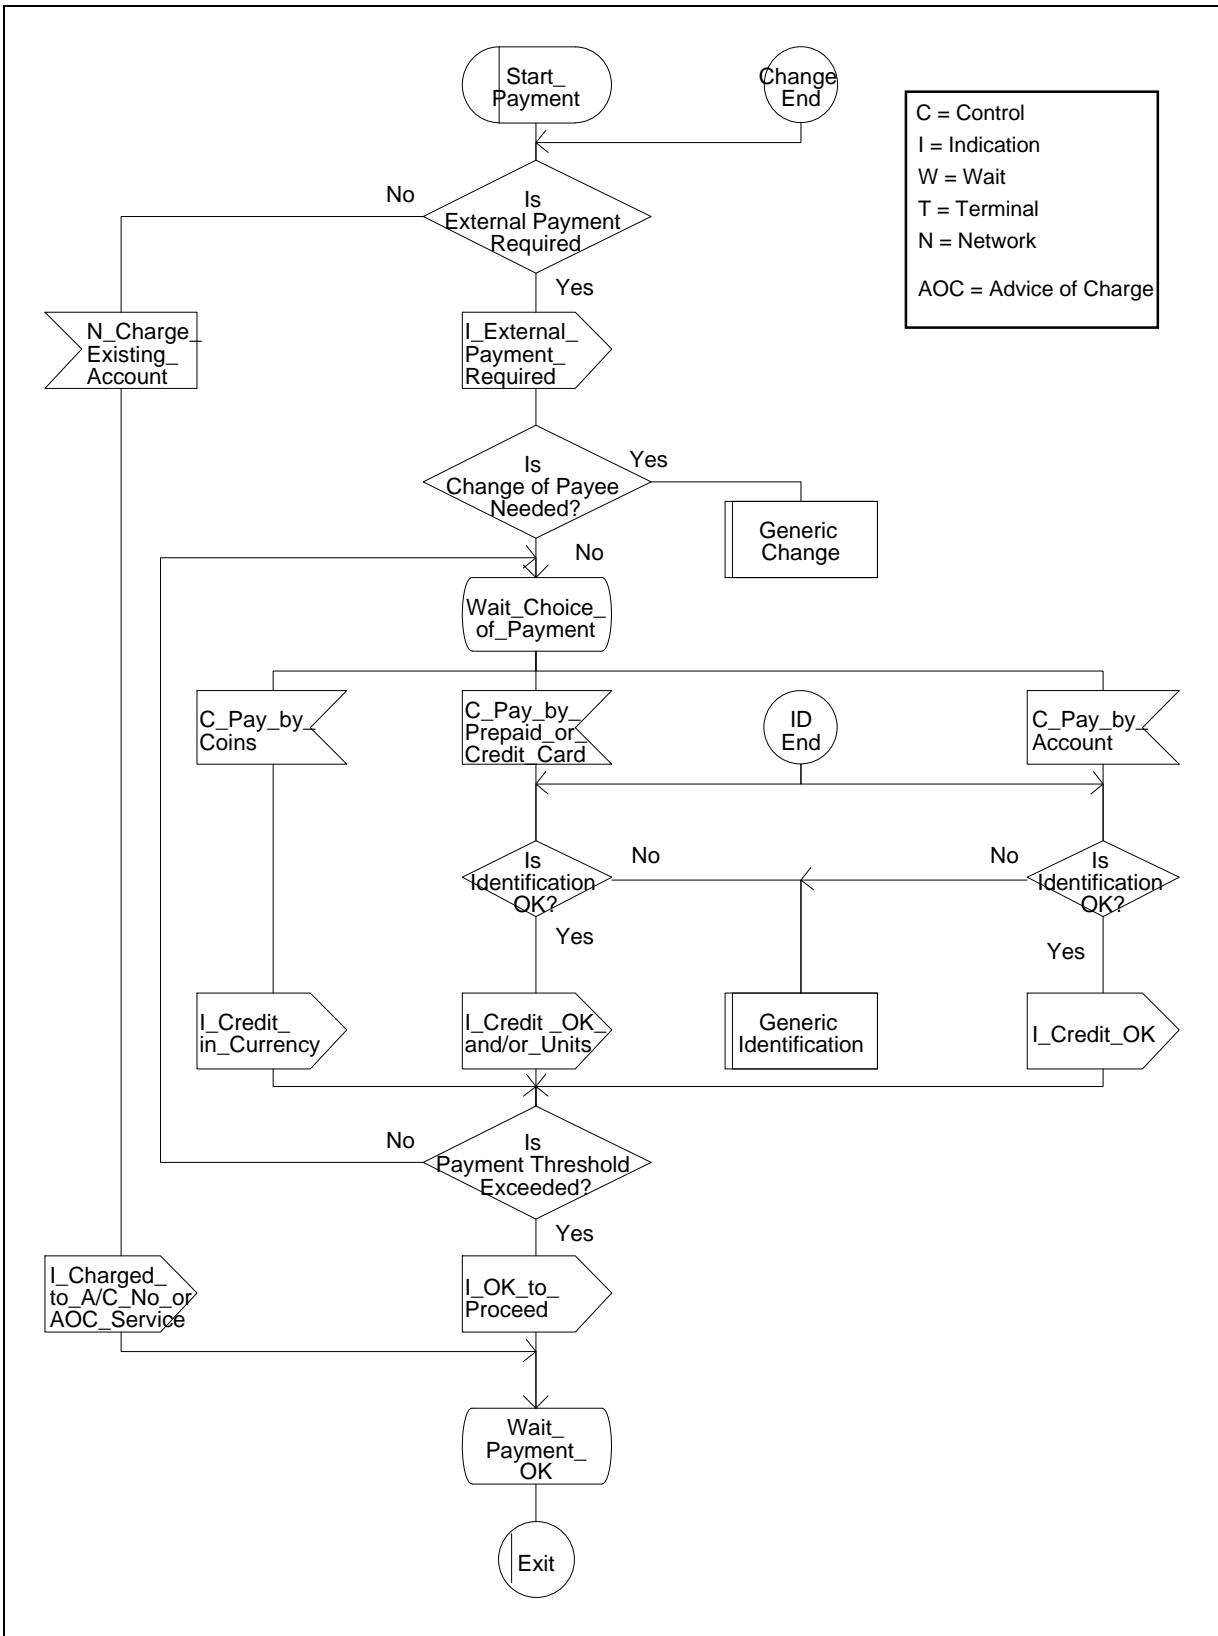 Start_
Payment
Change
End
C = Control
I = Indication
W = Wait
T = Terminal
N = Network
AOC = Advice of Charge
No
Is
External Payment
Required
Yes
N_Charge_
Existing_
Account
I_External_
Payment_
Required
Is
Change of Payee
Needed?
Yes
No
Generic
Change
Wait_Choice_
of_Payment
C_Pay_by_
Coins
C_Pay_by_
Prepaid_or_
Credit_Card
ID
End
C_Pay_by_
Account
Is
Identification
OK?
No
No
Is
Identification
OK?
Yes
Yes
I_Credit_
in_Currency
I_Credit _OK_
and/or_Units
Generic
Identification
I_Credit_OK
No
Is
Payment Threshold
Exceeded?
Yes
I_Charged_
to_A/C_No_or
AOC_Service
I_OK_to_
Proceed
Wait_
Payment_
OK
Exit